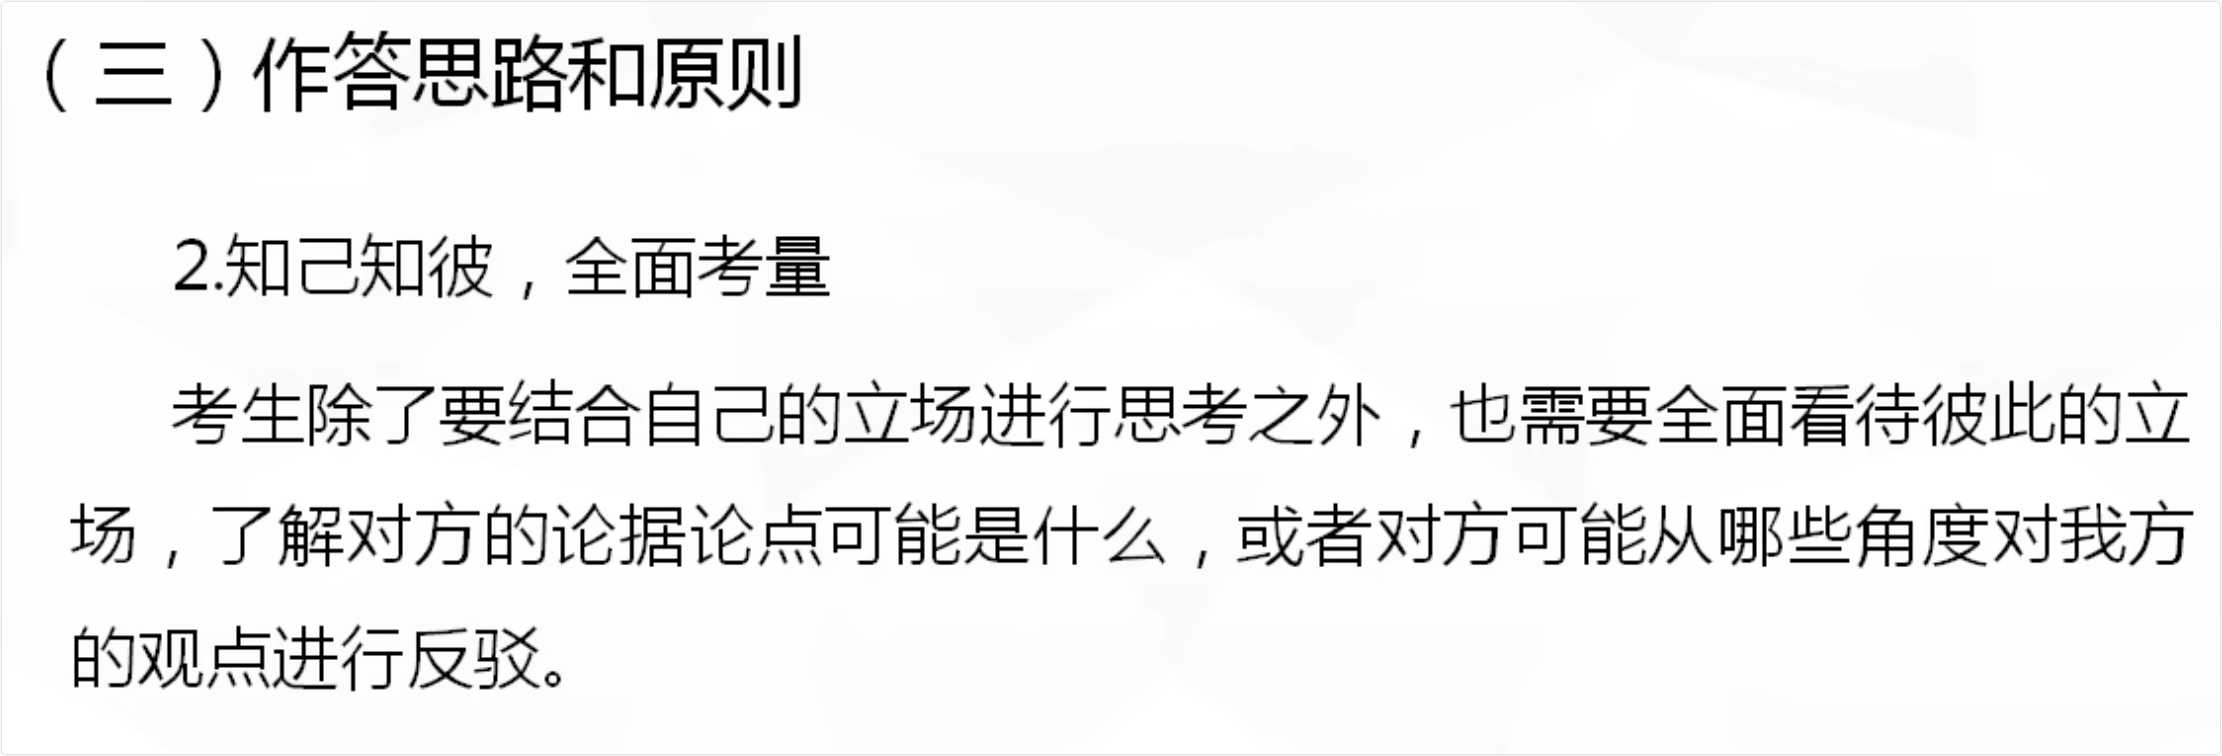 （三）作答思路和原则
2.知己知彼，全面考量
考生除了要结合自己的立场进行思考之外，也需要全面看待彼此的立
场，了解对方的论据论点可能是什么，或者对方可能从哪些角度对我方
的观点进行反驳。